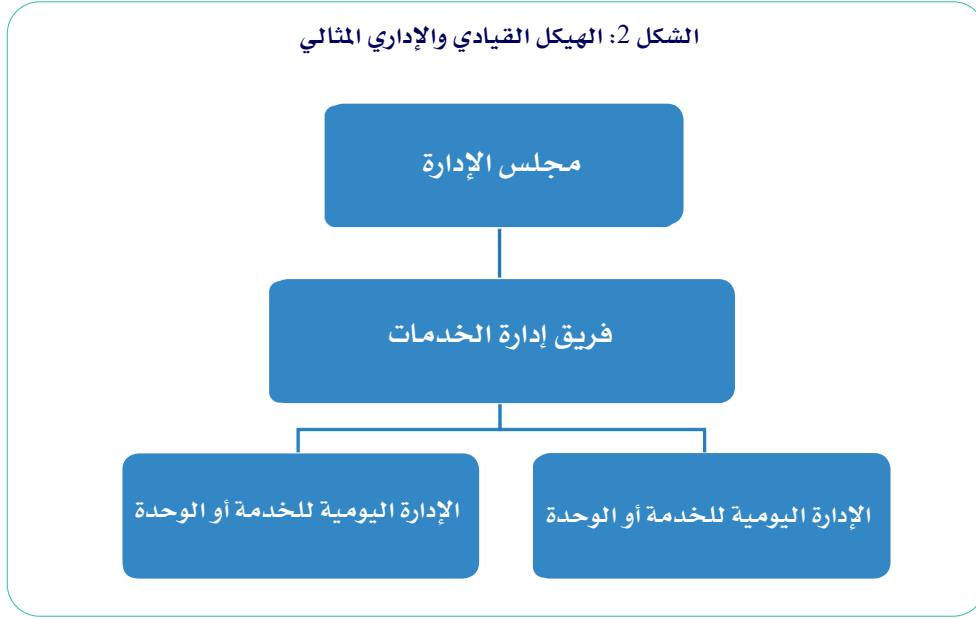 الشكل 2: الهيكل القيادي والإداري المثالي
مجلس الإدارة
فريق إدارة الخدمات
الإدارة اليومية للخدمة أو الوحدة
الإدارة اليومية للخدمة أو الوحدة